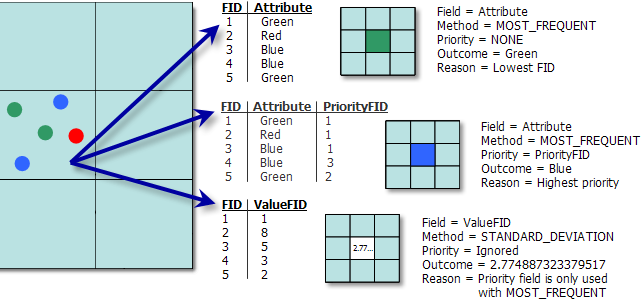 FID Attribute
1 Green
2 Red
3 Blue
4 Blue
5 Green
Field = Attribute
Method = MOST_FREQUENT
Priority = NONE
Outcome = Green
Reason = Lowest FID
FID Attribute PriorityFID
1 Green 1
2 Red 1
3 Blue 1
4 Blue 3
5 Green 2
Field = Attribute
Method = MOST_FREQUENT
Priority = PriorityFID
Outcome = Blue
Reason = Highest priority
FID ValueFID
1 1
2 8
3 5
4 3
5 2
2.77...
Field = ValueFID
Method = STANDARD_DEVIATION
Priority = Ignored
Outcome = 2.774887323379517
Reason = Priority field is only used
with MOST_FREQUENT